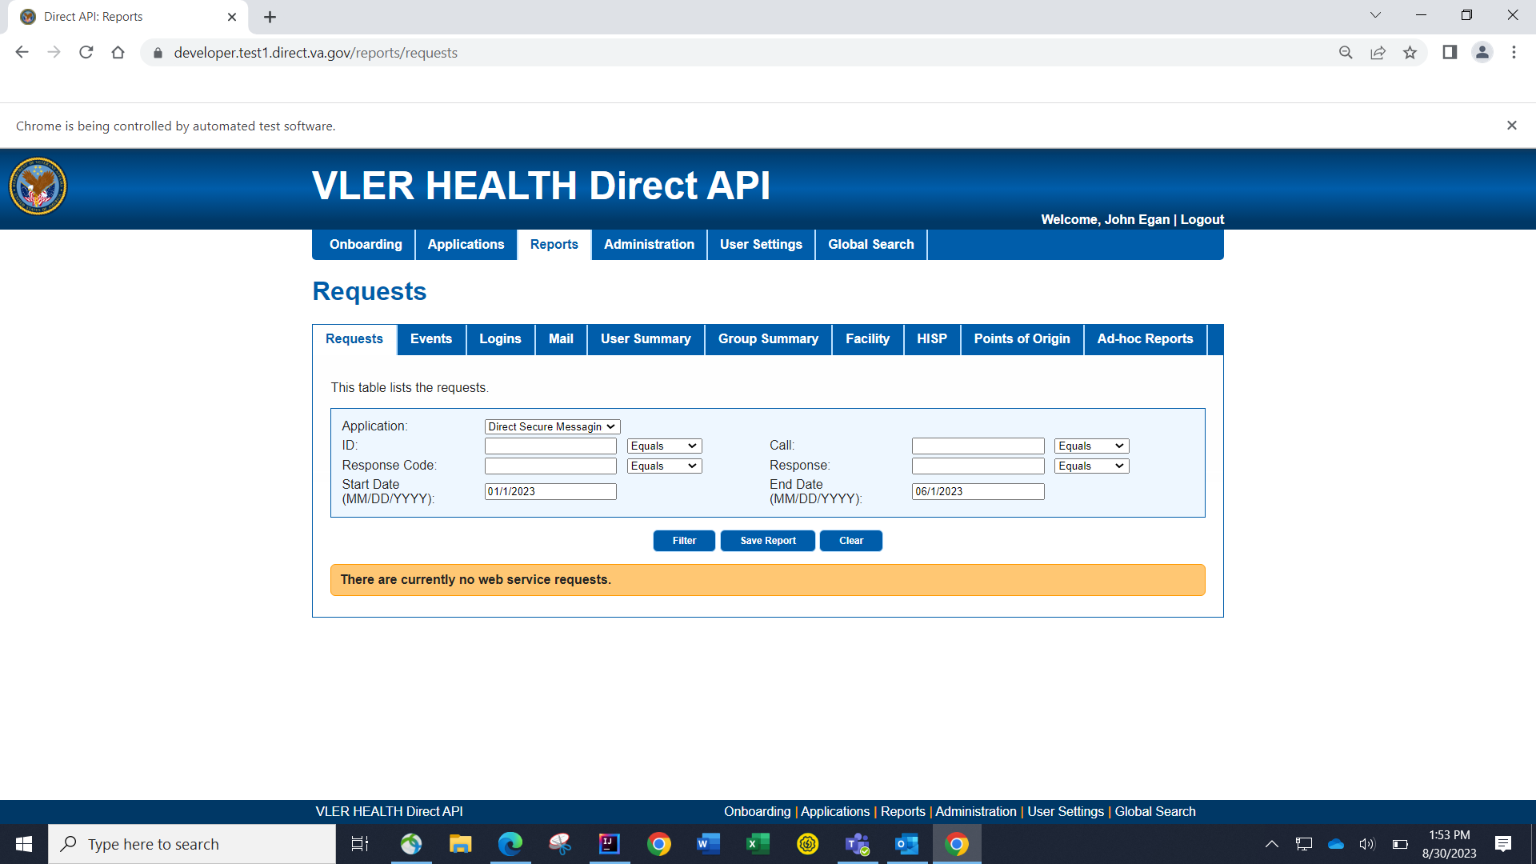 Direct API: Reports
developer.test1.direct.va.gov/reports/requests
Chrome is being controlled by automated test software.
VLER HEALTH Direct API
Welcome, John Egan | Logout
Onboarding Applications Reports Administration User Settings Global Search
Requests
Requests Events Logins Mail User Summary Group Summary Facility HISP Points of Origin Ad-hoc Reports
This table lists the requests.
Application: Direct Secure Messagin
ID: Equals Call: Equals
Response Code: Equals Response: Equals
Start Date (MM/DD/YYYY): 01/1/2023 End Date (MM/DD/YYYY): 06/1/2023
Filter Save Report Clear
There are currently no web service requests.
VLER HEALTH Direct API Onboarding | Applications | Reports | Administration | User Settings | Global Search
Type here to search
1:53 PM
8/30/2023